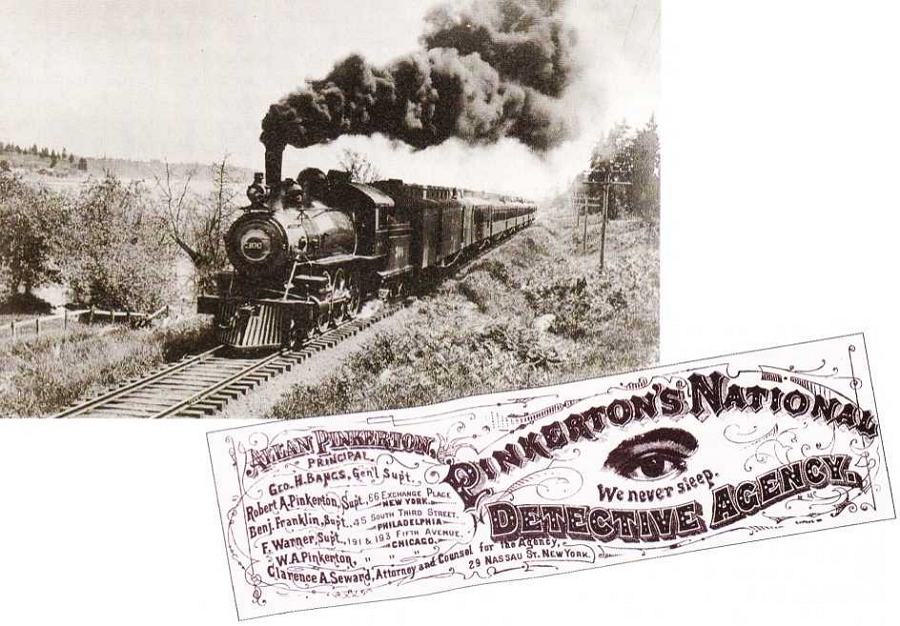 ALLAN PINKERTON.
PRINCIPAL,
GEO. H. BANGS, Gen'l Supt.
Robert A. Pinkerton, Supt., 66 EXCHANGE PLACE
NEW YORK.
Benj. Franklin, Supt. 45 SOUTH THIRD STREET,
PHILADELPHIA
F. Warner, Supt. 191 & 193 FIFTH AVENUE.
CHICAGO.
W. A. Pinkerton, " "
Clarence A. Seward, Attorney and Counsel for the Agency,
29 NASSAU ST. NEW YORK.
PINKERTON'S NATIONAL
We never sleep.
DETECTIVE AGENCY.